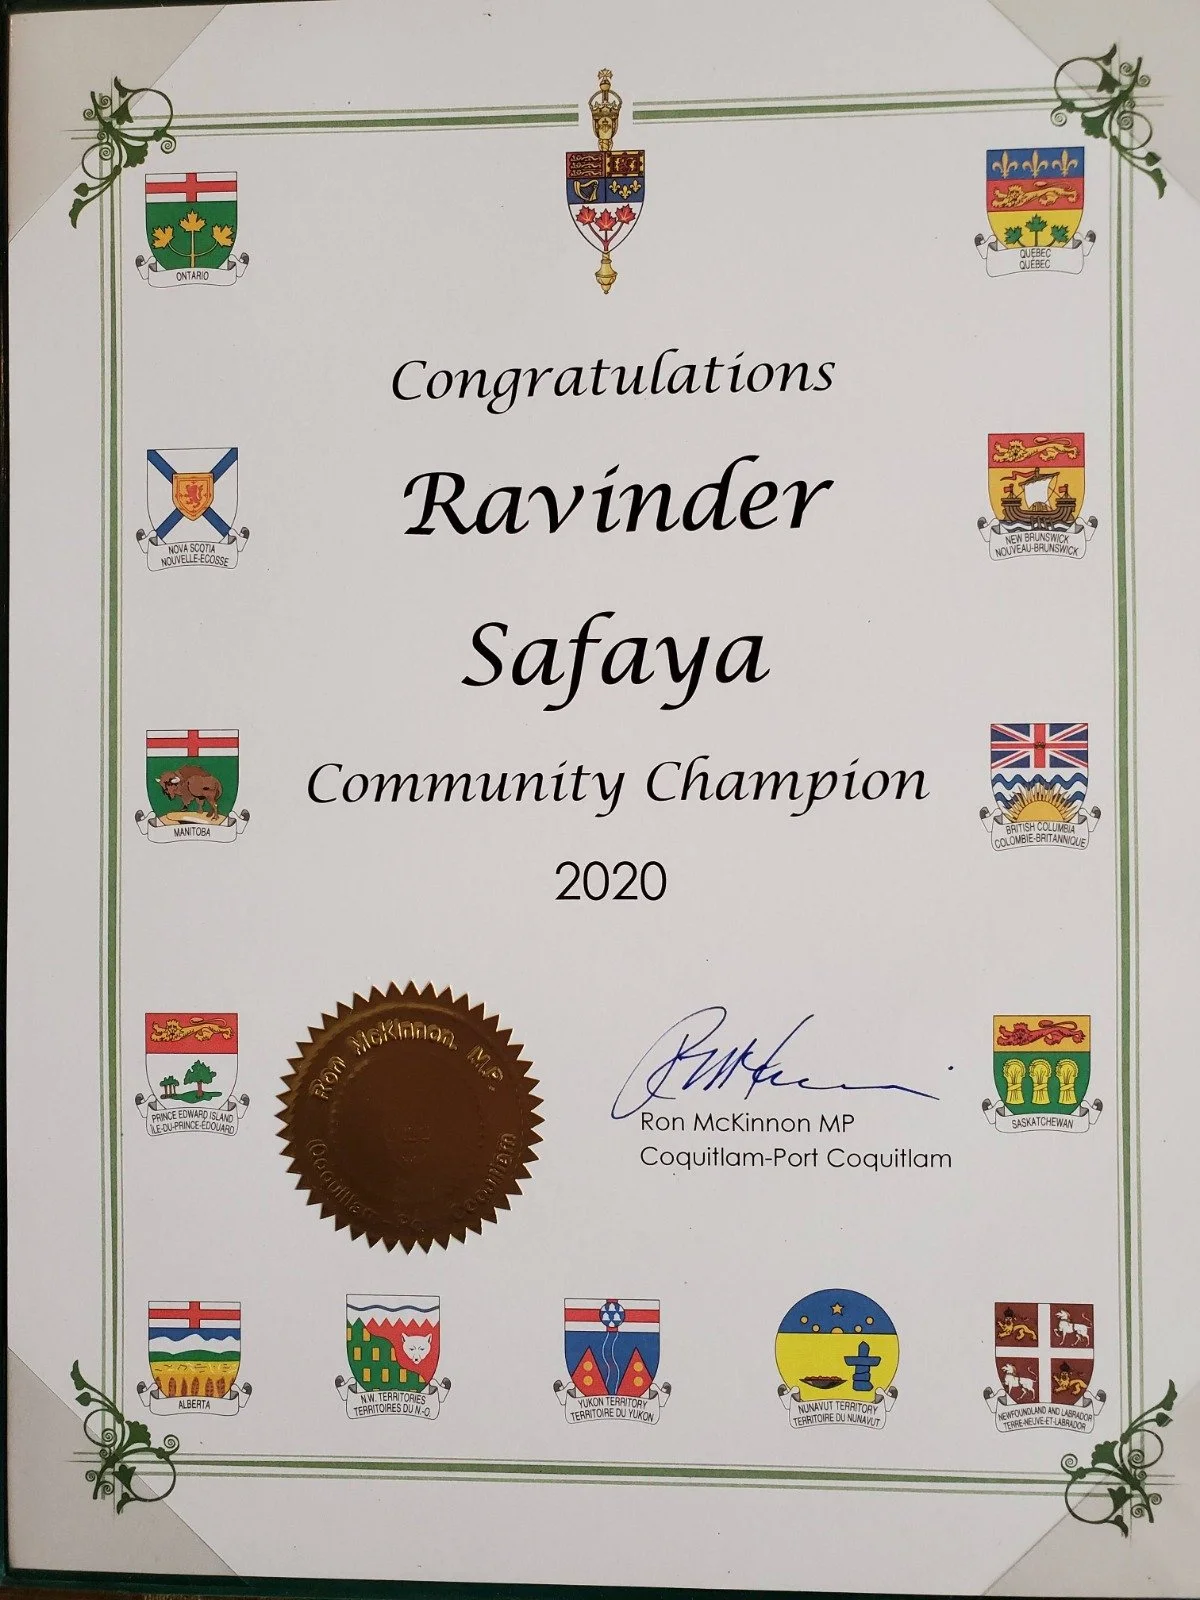 ONTARIO
QUEBEC
QUÉBEC
Congratulations
Ravinder
Safaya
Community Champion
2020
NOVA SCOTIA
NOUVELLE-ECOSSE
NEW BRUNSWICK
NOUVEAU-BRUNSWICK
MANITOBA
BRITISH COLUMBIA
COLOMBIE-BRITANNIQUE
PRINCE EDWARD ISLAND
ÎLE-DU-PRINCE-ÉDOUARD
Ron McKinnon, M.P.
Coquitlam
Coquitlam
Ron McKinnon MP
Coquitlam-Port Coquitlam
SASKATCHEWAN
ALBERTA
N.W. TERRITORIES
TERRITOIRES DU N.-O.
YUKON TERRITORY
TERRITOIRE DU YUKON
NUNAVUT TERRITORY
TERRITOIRE DU NUNAVUT
NEWFOUNDLAND AND LABRADOR
TERRE-NEUVE-ET-LABRADOR